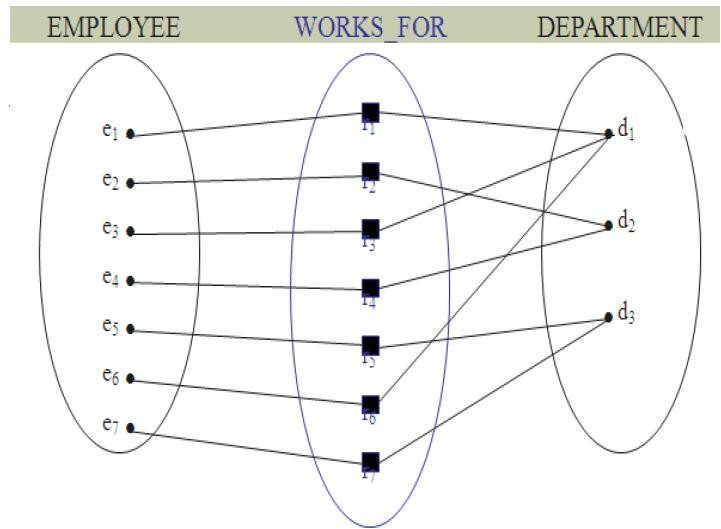 EMPLOYEE WORKS_FOR DEPARTMENT
e1 r1 d1
e2 r2 d2
e3 r3 d3
e4 r4
e5 r5
e6 r6
e7 r7